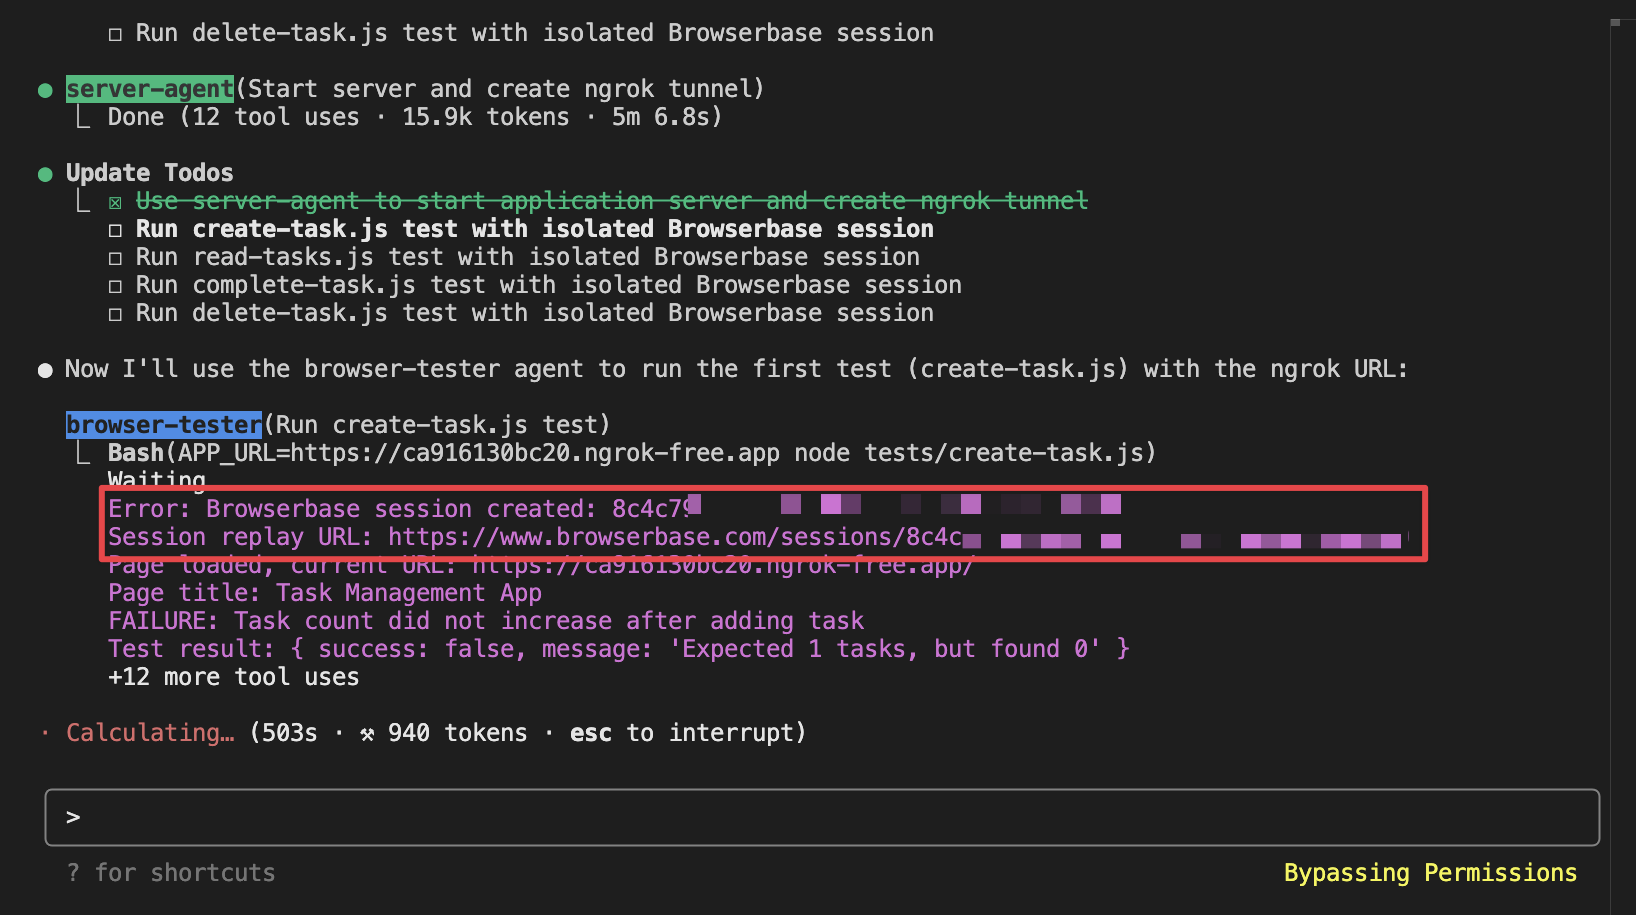 ☐ Run delete-task.js test with isolated Browserbase session
● server-agent(Start server and create ngrok tunnel)
⎿ Done (12 tool uses · 15.9k tokens · 5m 6.8s)
● Update Todos
⎿ ☒ Use server-agent to start application server and create ngrok tunnel
☐ Run create-task.js test with isolated Browserbase session
☐ Run read-tasks.js test with isolated Browserbase session
☐ Run complete-task.js test with isolated Browserbase session
☐ Run delete-task.js test with isolated Browserbase session
● Now I'll use the browser-tester agent to run the first test (create-task.js) with the ngrok URL:
browser-tester(Run create-task.js test)
⎿ Bash(APP_URL=https://ca916130bc20.ngrok-free.app node tests/create-task.js)
Waiting
Error: Browserbase session created: 8c4c79
Session replay URL: https://www.browserbase.com/sessions/8c4c
Page loaded, current URL: https://ca916130bc20.ngrok-free.app/
Page title: Task Management App
FAILURE: Task count did not increase after adding task
Test result: { success: false, message: 'Expected 1 tasks, but found 0' }
+12 more tool uses
· Calculating… (503s · ⚒ 940 tokens · esc to interrupt)
>
? for shortcuts
Bypassing Permissions